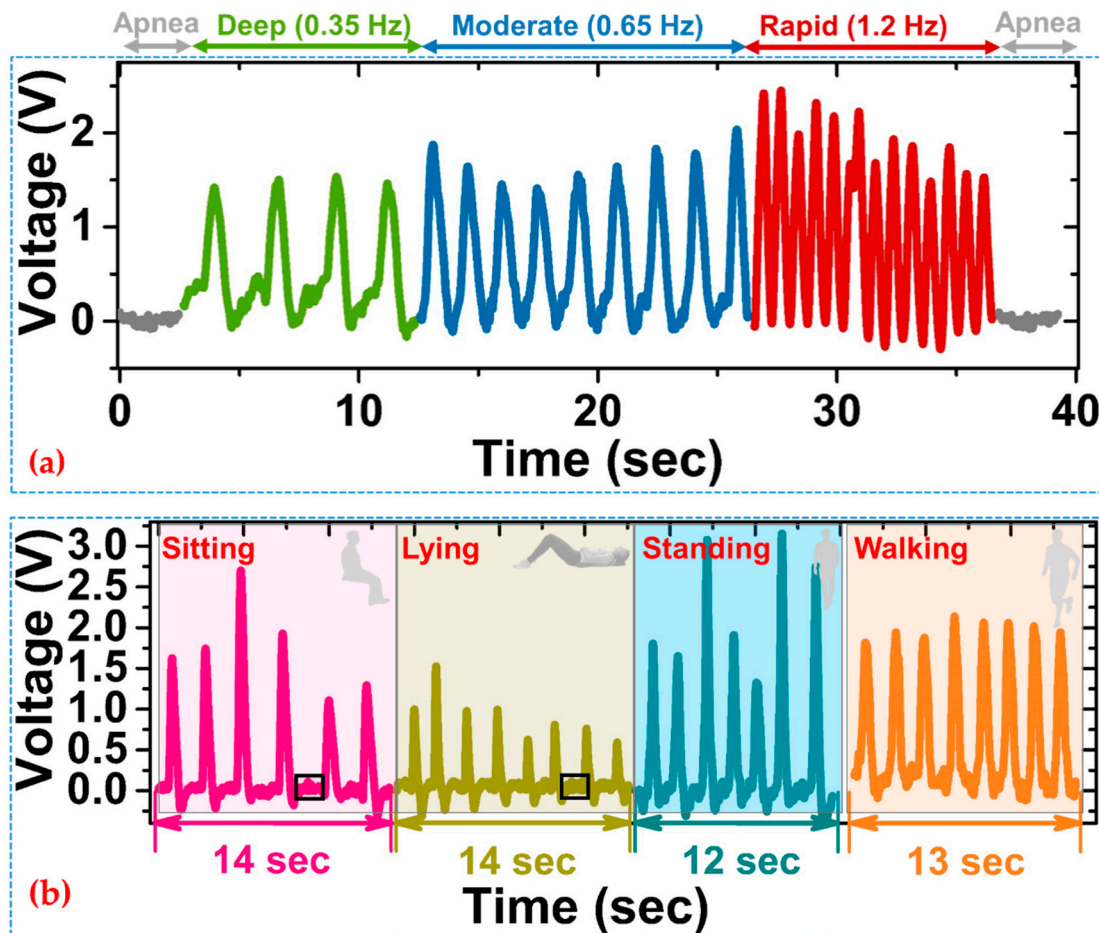 Apnea Deep (0.35 Hz) Moderate (0.65 Hz) Rapid (1.2 Hz) Apnea
Voltage (V)
2
1
0
0 10 20 30 40
Time (sec)
(a)
Voltage (V)
3.0
2.5
2.0
1.5
1.0
0.5
0.0
Sitting Lying Standing Walking
14 sec 14 sec 12 sec 13 sec
Time (sec)
(b)